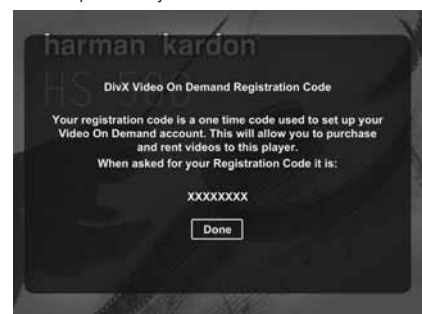 harman kardon
HS 500
DivX Video On Demand Registration Code
Your registration code is a one time code used to set up your
Video On Demand account. This will allow you to purchase
and rent videos to this player.
When asked for your Registration Code it is:
XXXXXXXX
Done